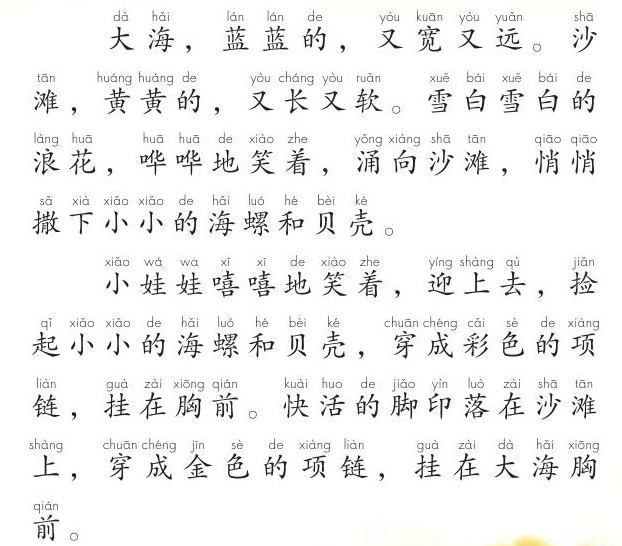 dà hǎi lán lán de yòu kuān yòu yuǎn shā
大海，蓝蓝的，又宽又远。沙
tān huáng huáng de yòu cháng yòu ruǎn xuě bái xuě bái de
滩，黄黄的，又长又软。雪白雪白的
làng huā huā huā de xiào zhe yǒng xiàng shā tān qiāo qiāo
浪花，哗哗地笑着，涌向沙滩，悄悄
sǎ xià xiǎo xiǎo de hǎi luó hé bèi ké
撒下小小的海螺和贝壳。
xiǎo wá wa xī xī de xiào zhe yíng shàng qù jiǎn
小娃娃嘻嘻地笑着，迎上去，捡
qǐ xiǎo xiǎo de hǎi luó hé bèi ké chuān chéng cǎi sè de xiàng
起小小的海螺和贝壳，穿成彩色的项
liàn guà zài xiōng qián kuài huo de jiǎo yìn luò zài shā tān
链，挂在胸前。快活的脚印落在沙滩
shàng chuān chéng jīn sè de xiàng liàn guà zài dà hǎi xiōng
上，穿成金色的项链，挂在大海胸
qián
前。